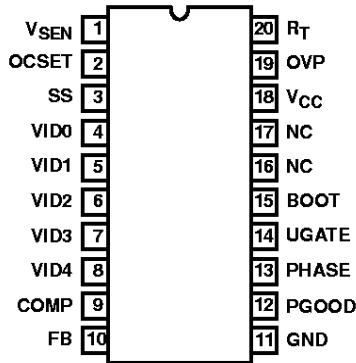 VSEN 1 20 RT
OCSET 2 19 OVP
SS 3 18 VCC
VID0 4 17 NC
VID1 5 16 NC
VID2 6 15 BOOT
VID3 7 14 UGATE
VID4 8 13 PHASE
COMP 9 12 PGOOD
FB 10 11 GND